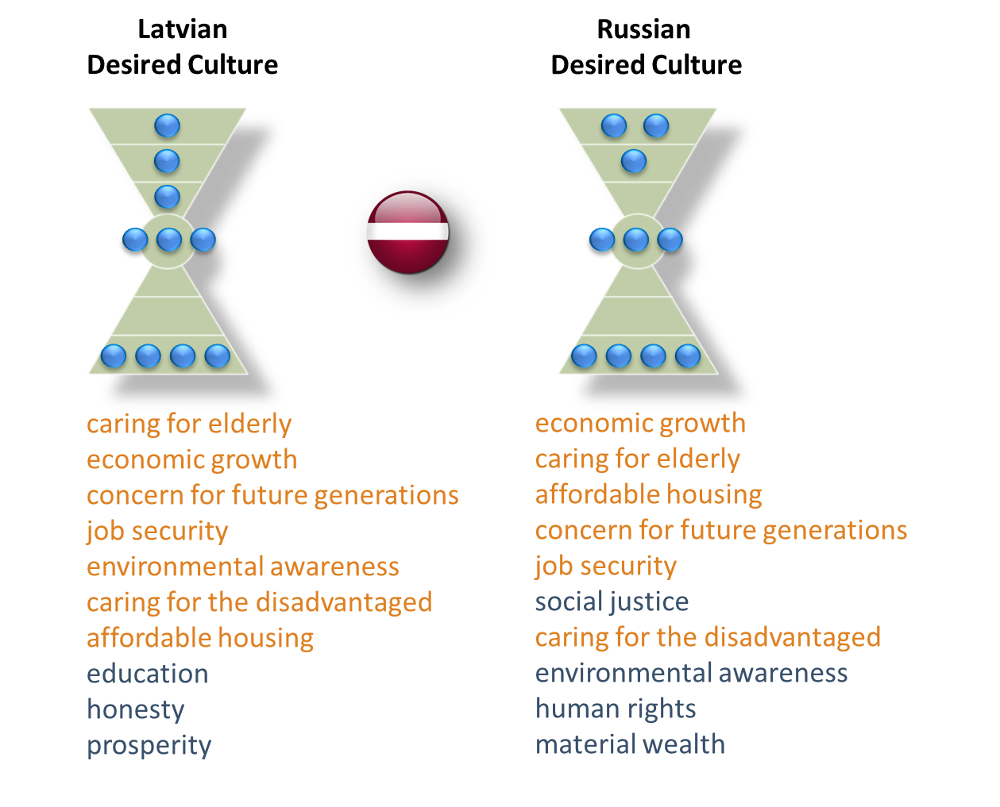 Latvian
Desired Culture
caring for elderly
economic growth
concern for future generations
job security
environmental awareness
caring for the disadvantaged
affordable housing
education
honesty
prosperity
Russian
Desired Culture
economic growth
caring for elderly
affordable housing
concern for future generations
job security
social justice
caring for the disadvantaged
environmental awareness
human rights
material wealth